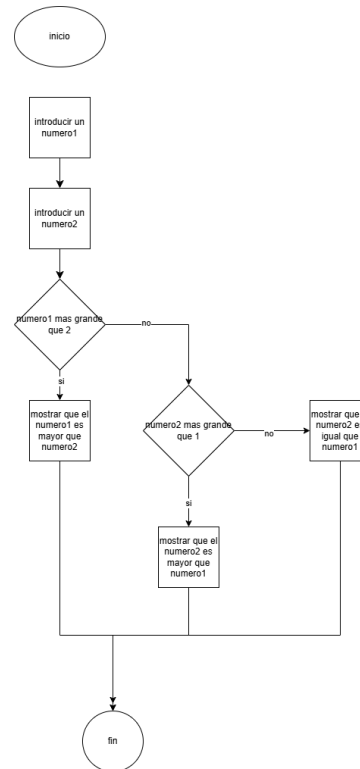 inicio
introducir un
numero1
introducir un
numero2
numero1 mas grande
que 2
no
si
mostrar que el
numero1 es
mayor que
numero2
numero2 mas grande
que 1
no
mostrar que
numero2 e
igual que
numero1
si
mostrar que el
numero2 es
mayor que
numero1
fin